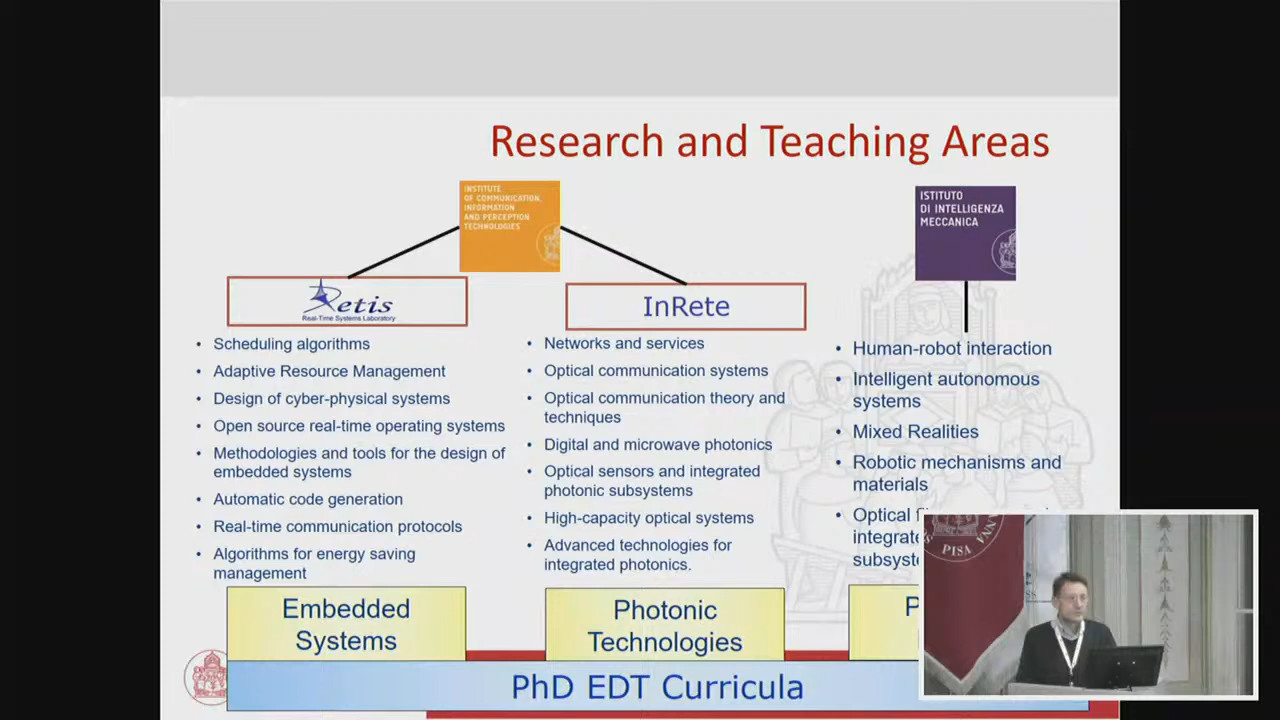 Research and Teaching Areas
INSTITUTE
OF COMMUNICATION,
INFORMATION
AND PERCEPTION
TECHNOLOGIES
ISTITUTO
DI INTELLIGENZA
MECCANICA
Retis
Real-Time Systems Laboratory
• Scheduling algorithms
• Adaptive Resource Management
• Design of cyber-physical systems
• Open source real-time operating systems
• Methodologies and tools for the design of
embedded systems
• Automatic code generation
• Real-time communication protocols
• Algorithms for energy saving
management
InRete
• Networks and services
• Optical communication systems
• Optical communication theory and
techniques
• Digital and microwave photonics
• Optical sensors and integrated
photonic subsystems
• High-capacity optical systems
• Advanced technologies for
integrated photonics.
• Human-robot interaction
• Intelligent autonomous
systems
• Mixed Realities
• Robotic mechanisms and
materials
• Optical
Embedded
Systems
Photonic
Technologies
PhD EDT Curricula
PISA